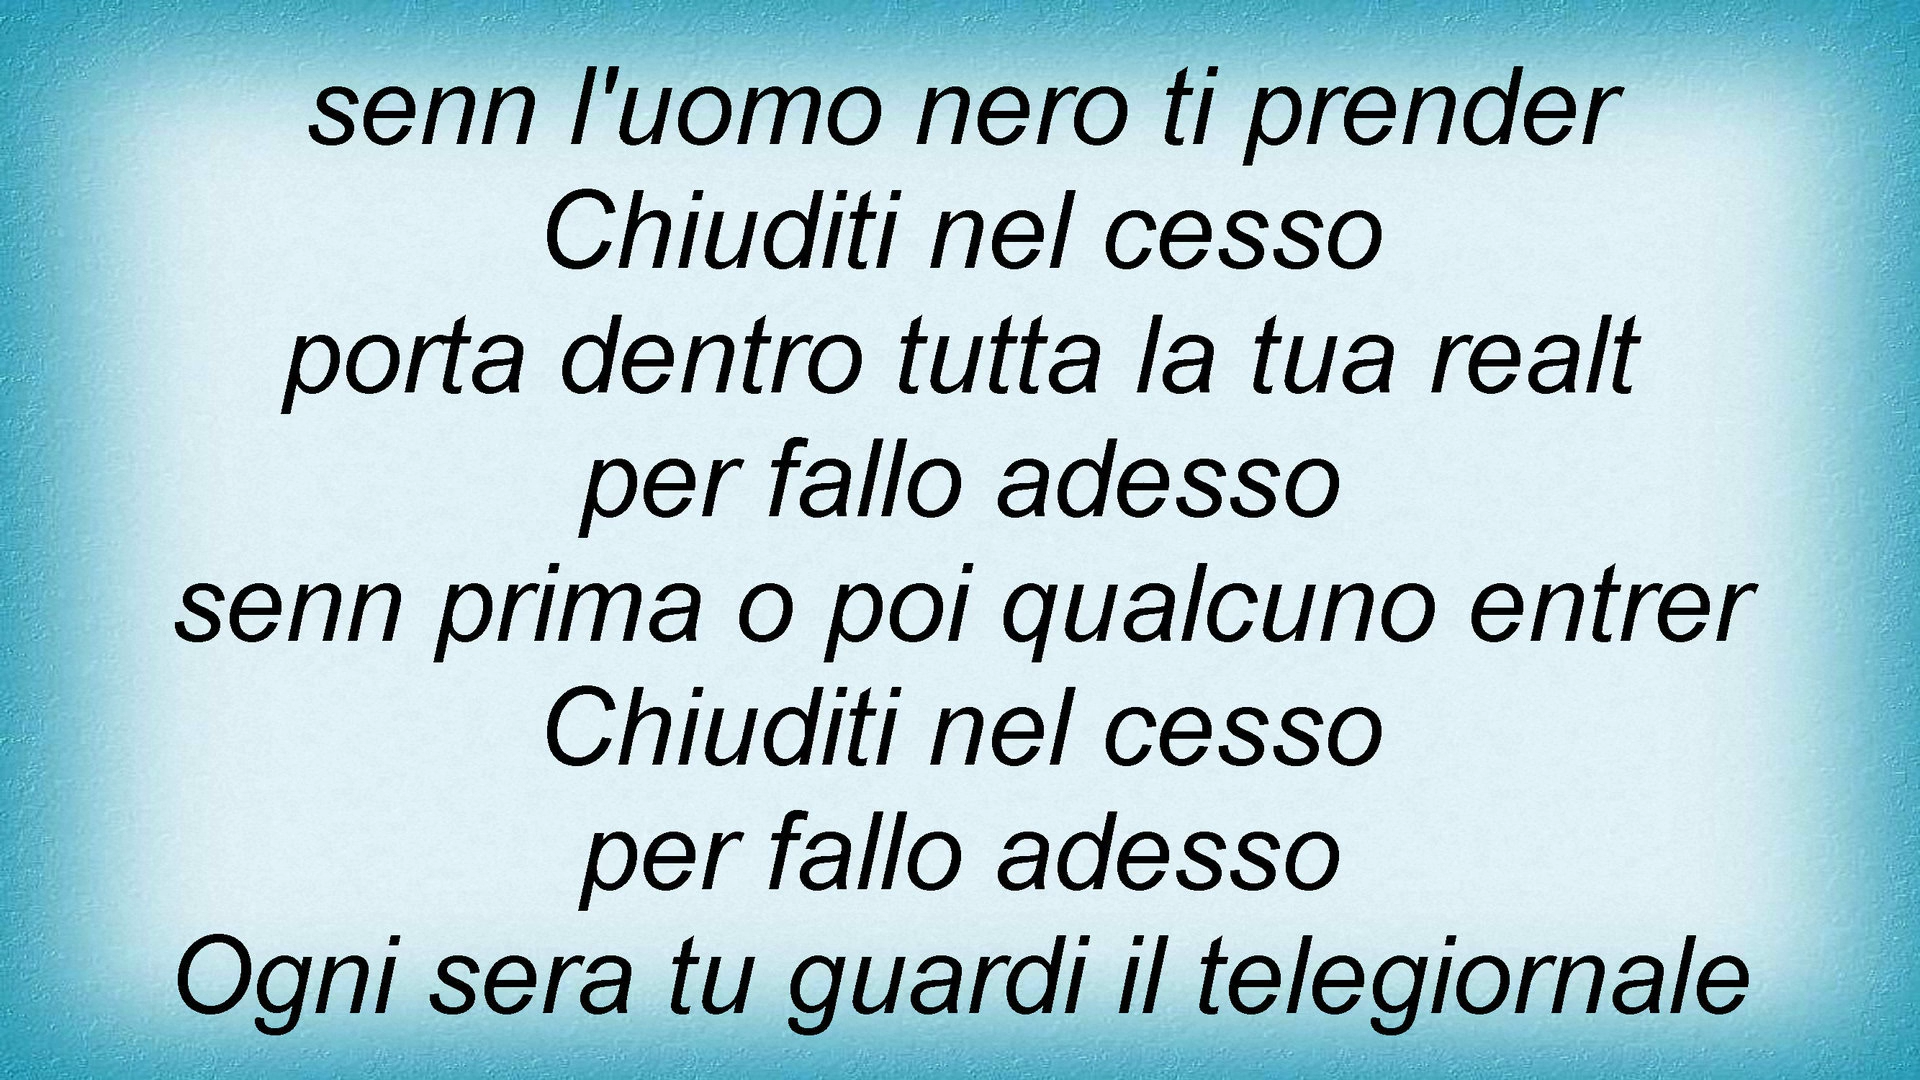 senn l'uomo nero ti prender
Chiuditi nel cesso
porta dentro tutta la tua realt
per fallo adesso
senn prima o poi qualcuno entrer
Chiuditi nel cesso
per fallo adesso
Ogni sera tu guardi il telegiornale